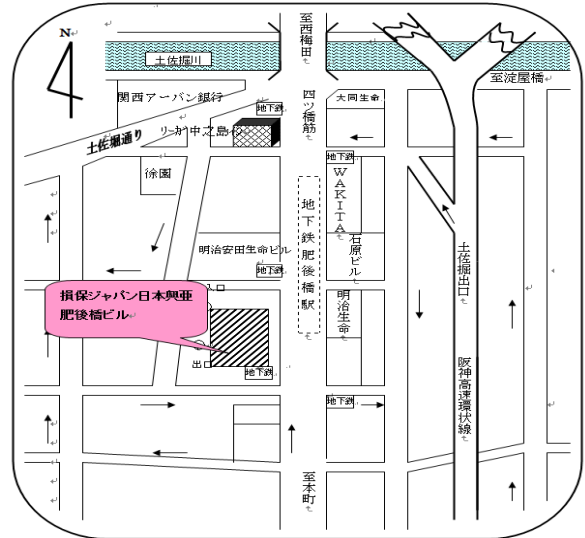 N
至西梅田
土佐堀川
至淀屋橋
関西アーバン銀行
四ツ橋筋
大同生命
地下鉄
土佐堀通り
リーガ中之島イン
地下鉄
徐園
WAKITA
地下鉄肥後橋駅
石原ビル
明治安田生命ビル
地下鉄
土佐堀出口
損保ジャパン日本興亜
肥後橋ビル
入口
明治生命
出口
地下鉄
阪神高速環状線
地下鉄
至本町